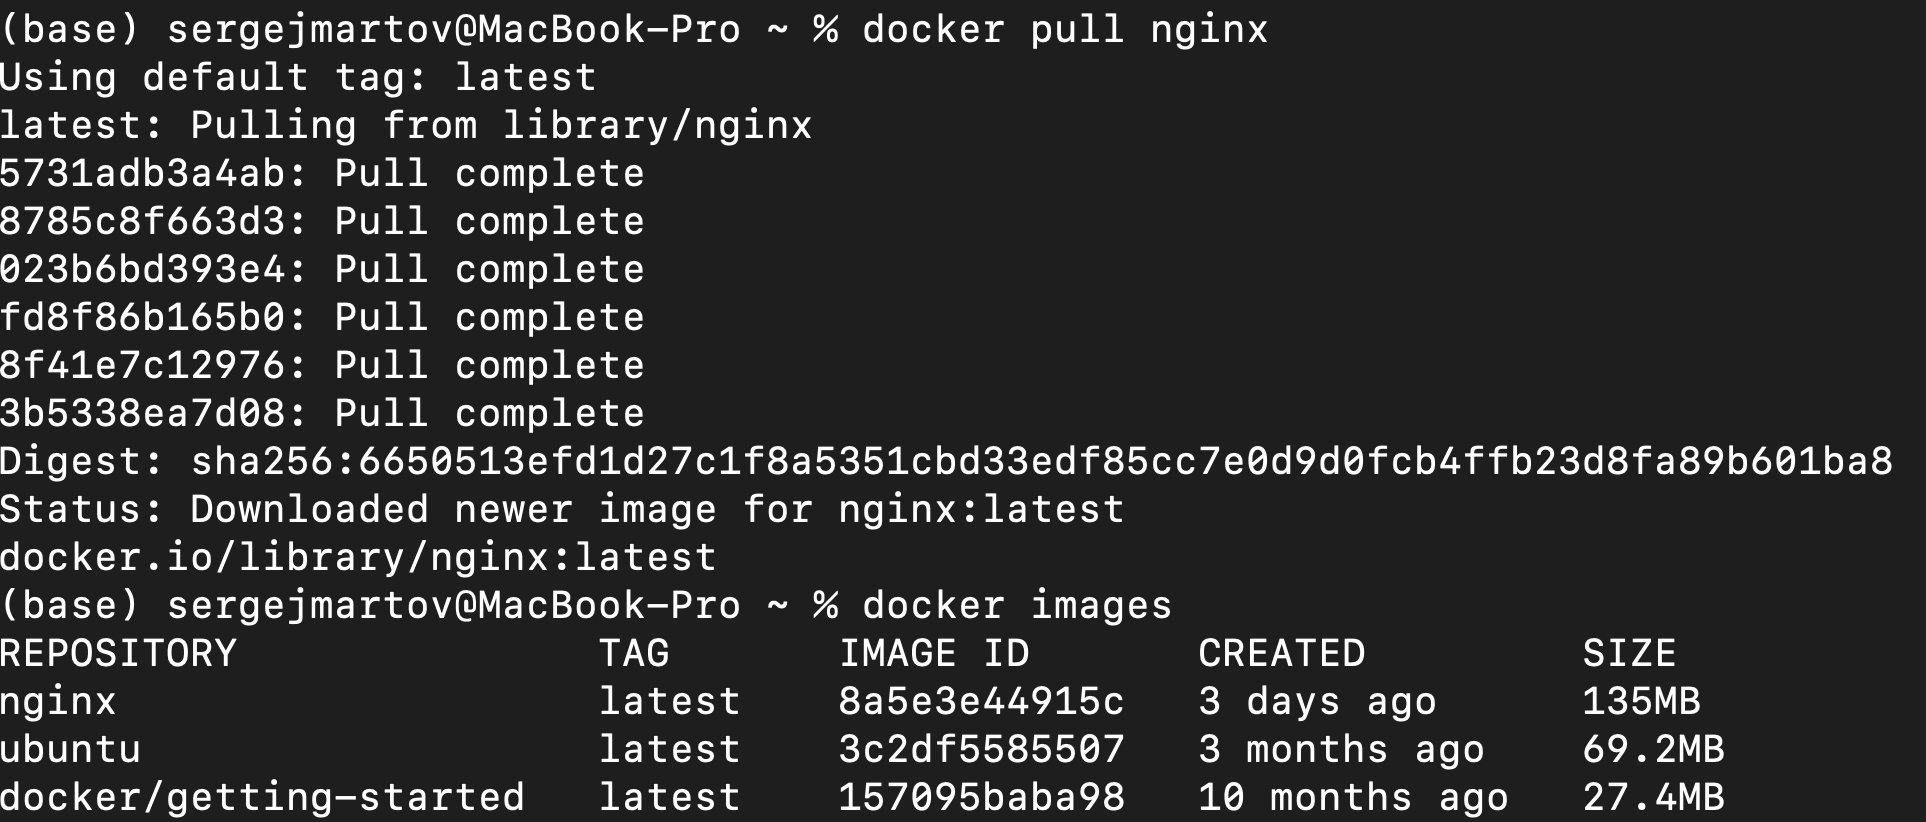 (base) sergejmartov@MacBook-Pro ~ % docker pull nginx
Using default tag: latest
latest: Pulling from library/nginx
5731adb3a4ab: Pull complete
8785c8f663d3: Pull complete
023b6bd393e4: Pull complete
fd8f86b165b0: Pull complete
8f41e7c12976: Pull complete
3b5338ea7d08: Pull complete
Digest: sha256:6650513efd1d27c1f8a5351cbd33edf85cc7e0d9d0fcb4ffb23d8fa89b601ba8
Status: Downloaded newer image for nginx:latest
docker.io/library/nginx:latest
(base) sergejmartov@MacBook-Pro ~ % docker images
REPOSITORY               TAG       IMAGE ID       CREATED         SIZE
nginx                    latest    8a5e3e44915c   3 days ago      135MB
ubuntu                   latest    3c2df5585507   3 months ago    69.2MB
docker/getting-started   latest    157095baba98   10 months ago   27.4MB